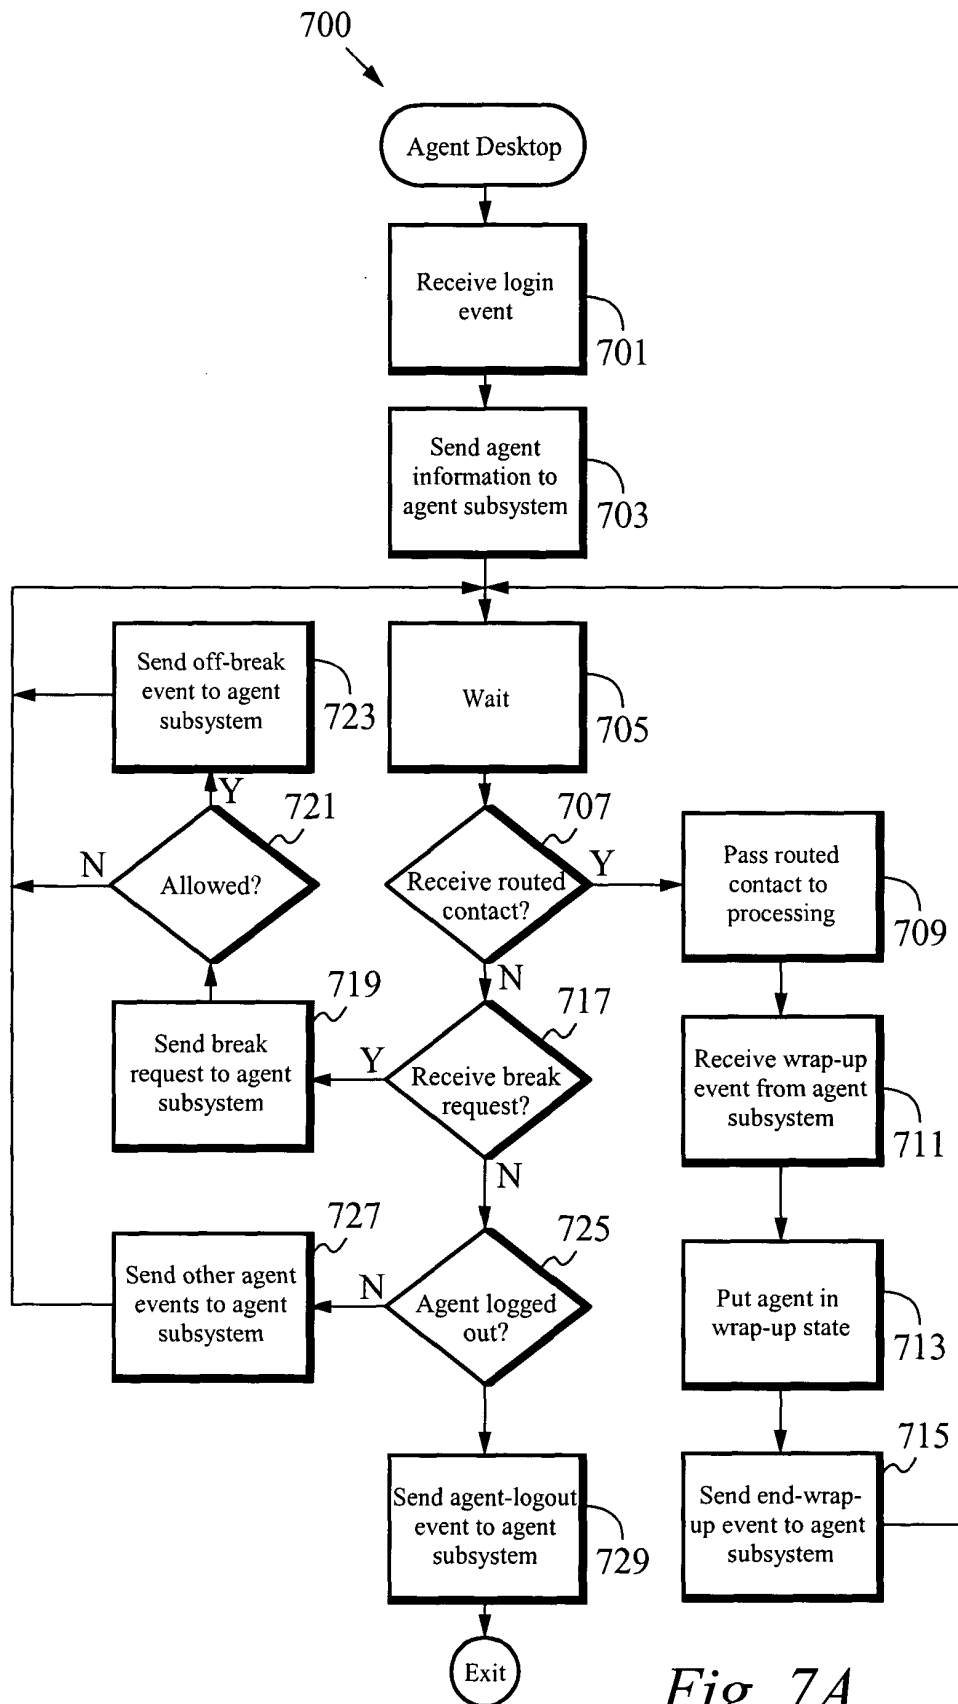 700
Agent Desktop
Receive login
event
701
Send agent
information to
agent subsystem
703
Send off-break
event to agent
subsystem
723
Wait
705
Y
721
N
Allowed?
707
Receive routed
contact?
Y
Pass routed
contact to
processing
709
N
719
Send break
request to agent
subsystem
Y
717
Receive break
request?
Receive wrap-up
event from agent
subsystem
711
N
727
Send other agent
events to agent
subsystem
N
725
Agent logged
out?
Put agent in
wrap-up state
713
Send agent-logout
event to agent
subsystem
729
715
Send end-wrap-
up event to agent
subsystem
Exit
Fig. 7A